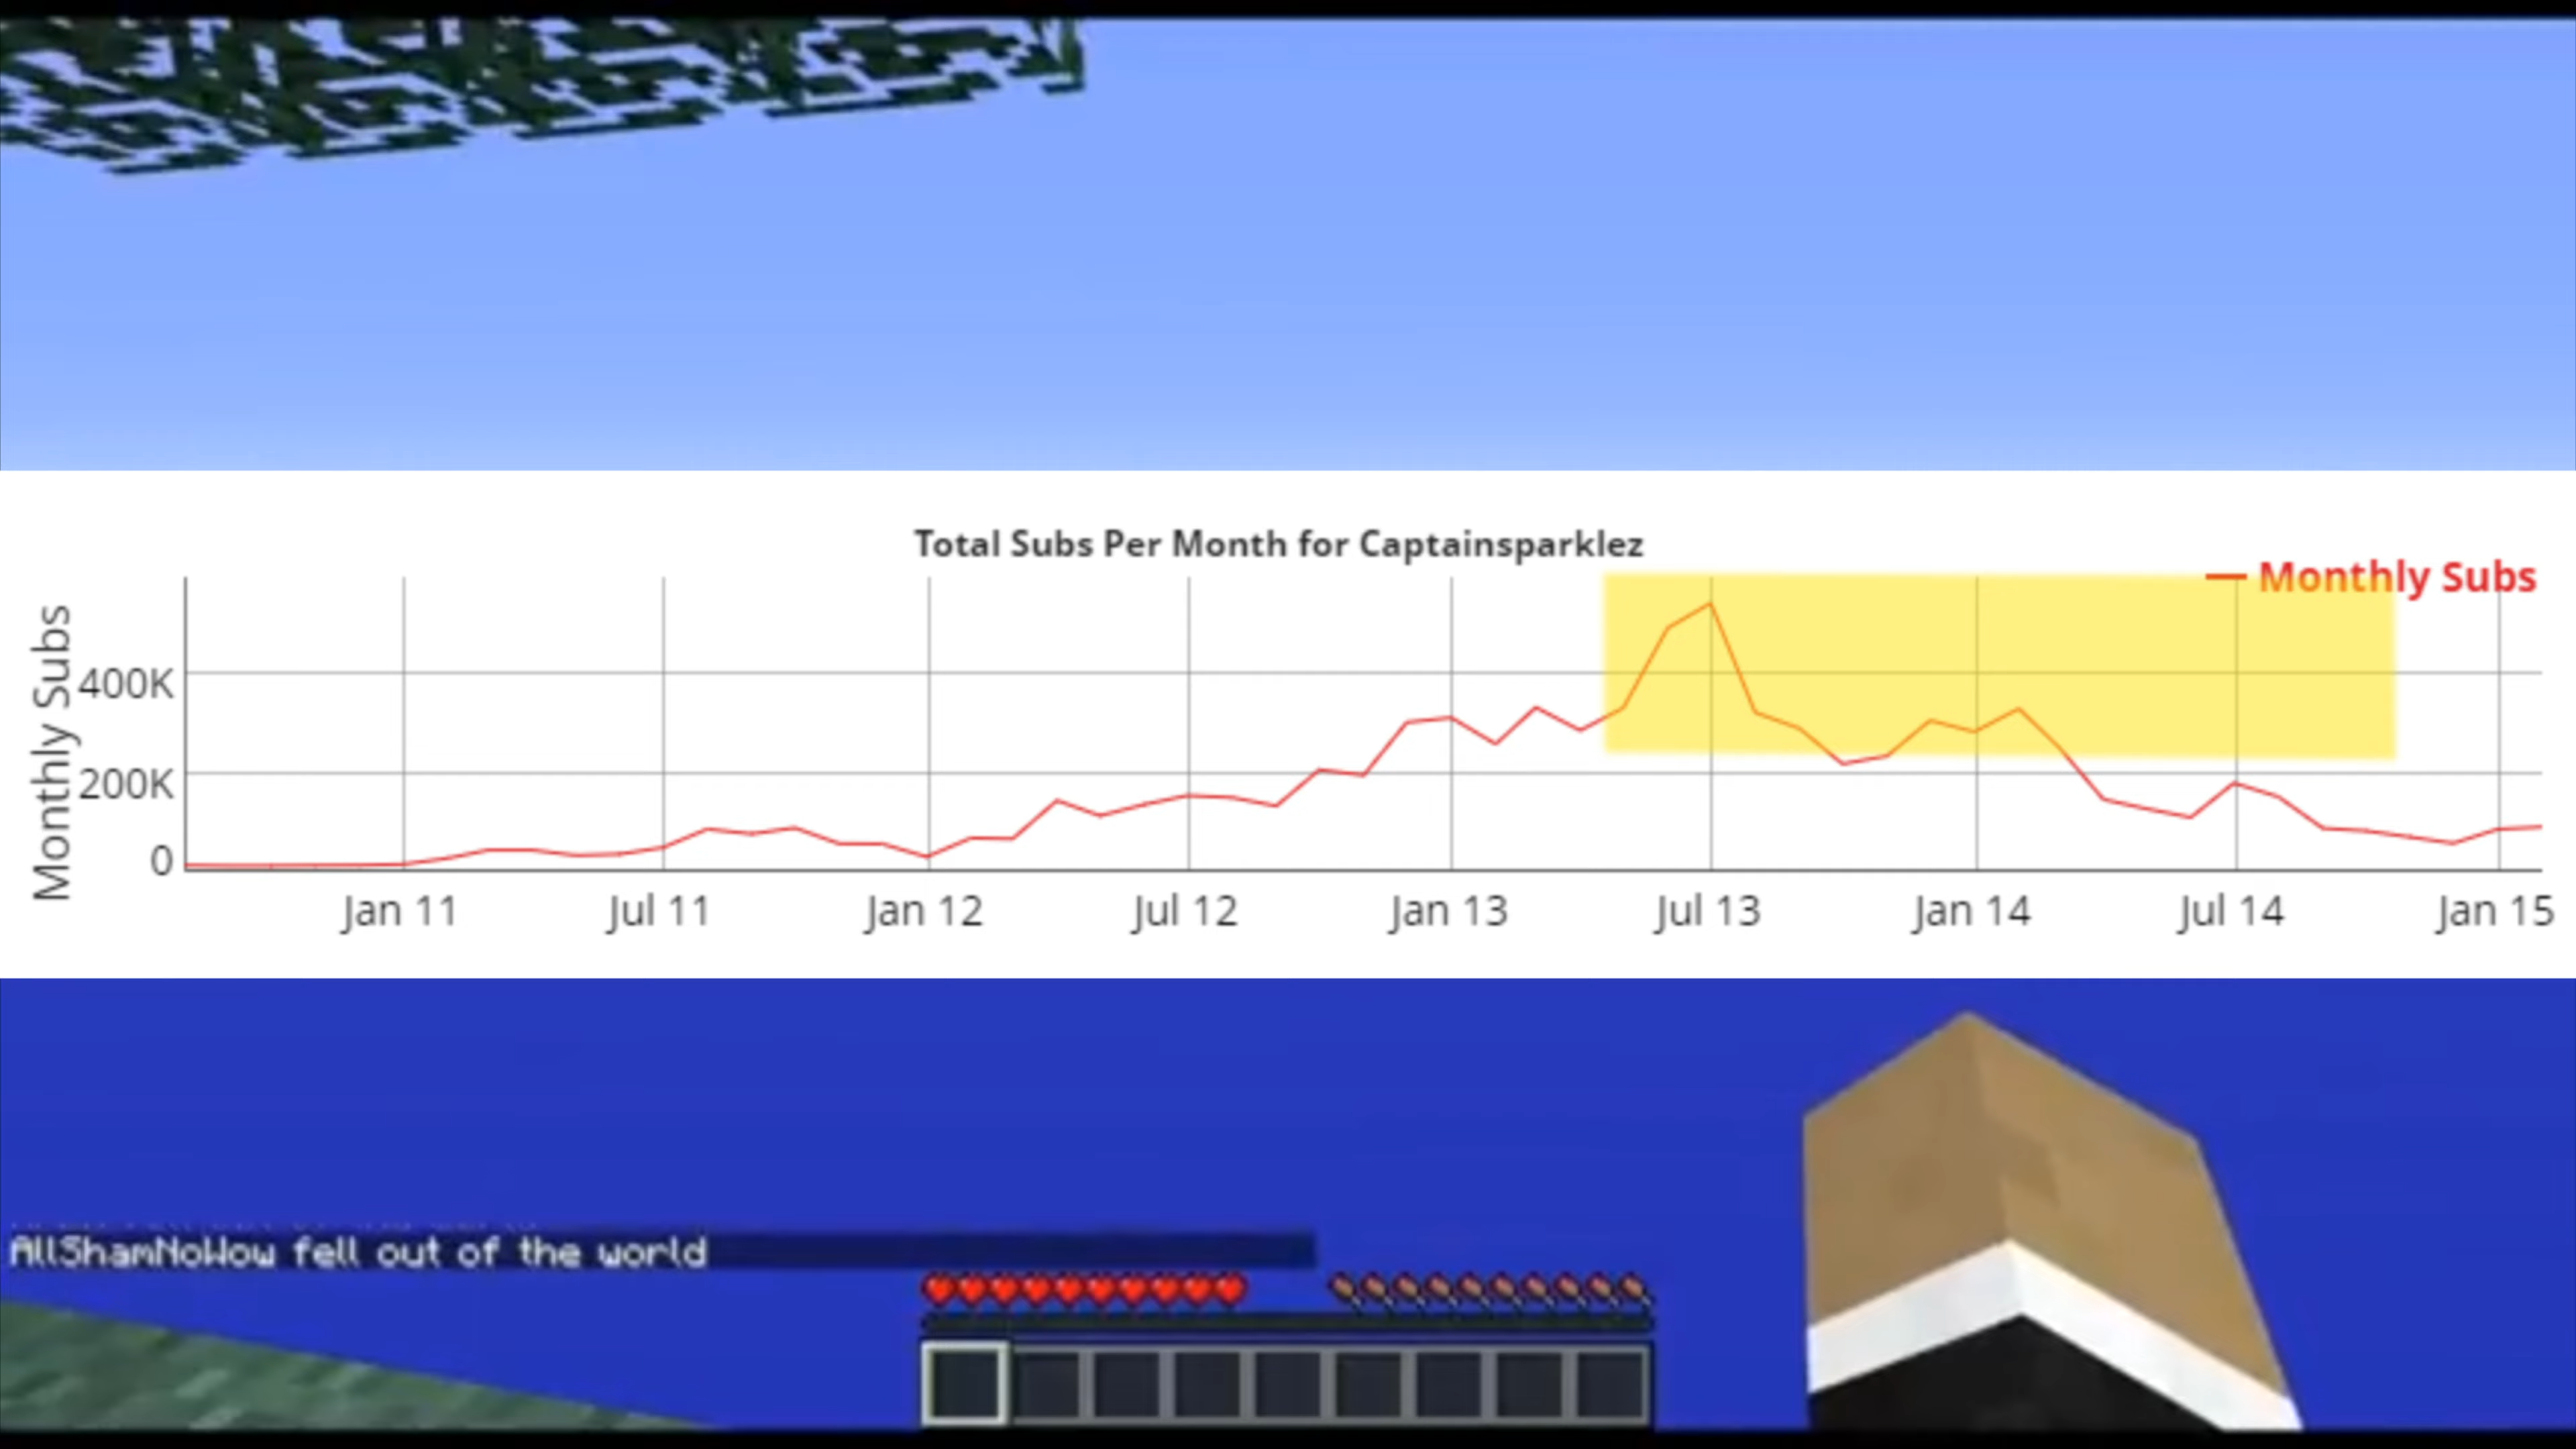 Total Subs Per Month for Captainsparklez
Monthly Subs
Monthly Subs
400K
200K
0
Jan 11 Jul 11 Jan 12 Jul 12 Jan 13 Jul 13 Jan 14 Jul 14 Jan 15
AllShamNoWow fell out of the world